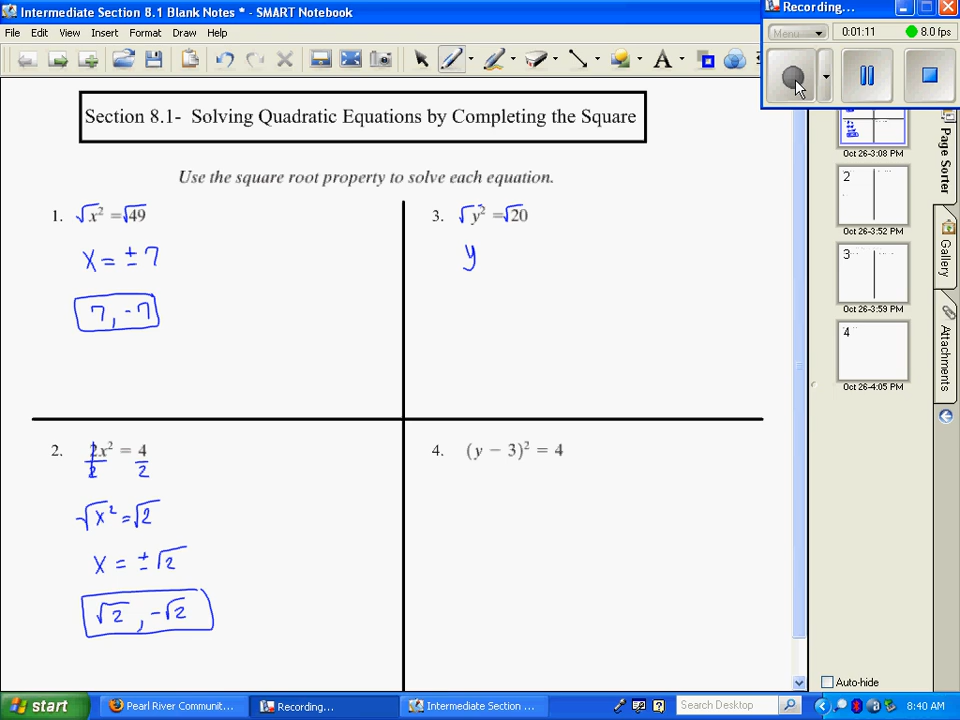 Intermediate Section 8.1 Blank Notes * - SMART Notebook
File Edit View Insert Format Draw Help
Recording...
Menu 0:01:11 8.0 fps
Section 8.1- Solving Quadratic Equations by Completing the Square
Use the square root property to solve each equation.
1. √x² = √49
x = ± 7
7, -7
3. √y² = √20
y
2. 2x² = 4
2 2
√x² = √2
x = ± √2
√2, -√2
4. (y − 3)² = 4
Oct 26-3:08 PM
2
Oct 26-3:52 PM
3
Oct 26-3:59 PM
4
Oct 26-4:05 PM
Page Sorter
Gallery
Attachments
Auto-hide
start
Pearl River Communit...
Recording...
Intermediate Section ...
Search Desktop
8:40 AM